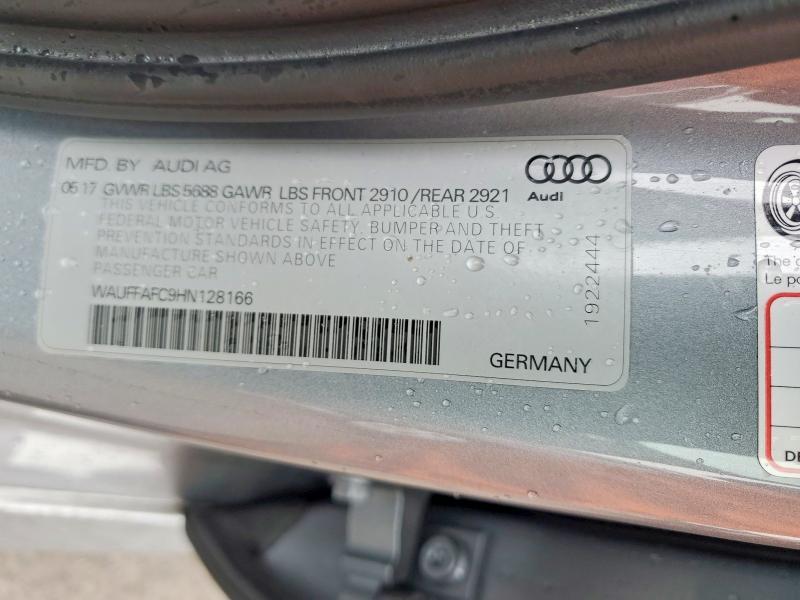 MFD. BY AUDI AG
05 17 GVWR LBS 5688 GAWR LBS FRONT 2910 /REAR 2921
THIS VEHICLE CONFORMS TO ALL APPLICABLE U.S.
FEDERAL MOTOR VEHICLE SAFETY, BUMPER AND THEFT
PREVENTION STANDARDS IN EFFECT ON THE DATE OF
MANUFACTURE SHOWN ABOVE
PASSENGER CAR
WAUFFAFC9HN128166
Audi
1922444
GERMANY
The
Le